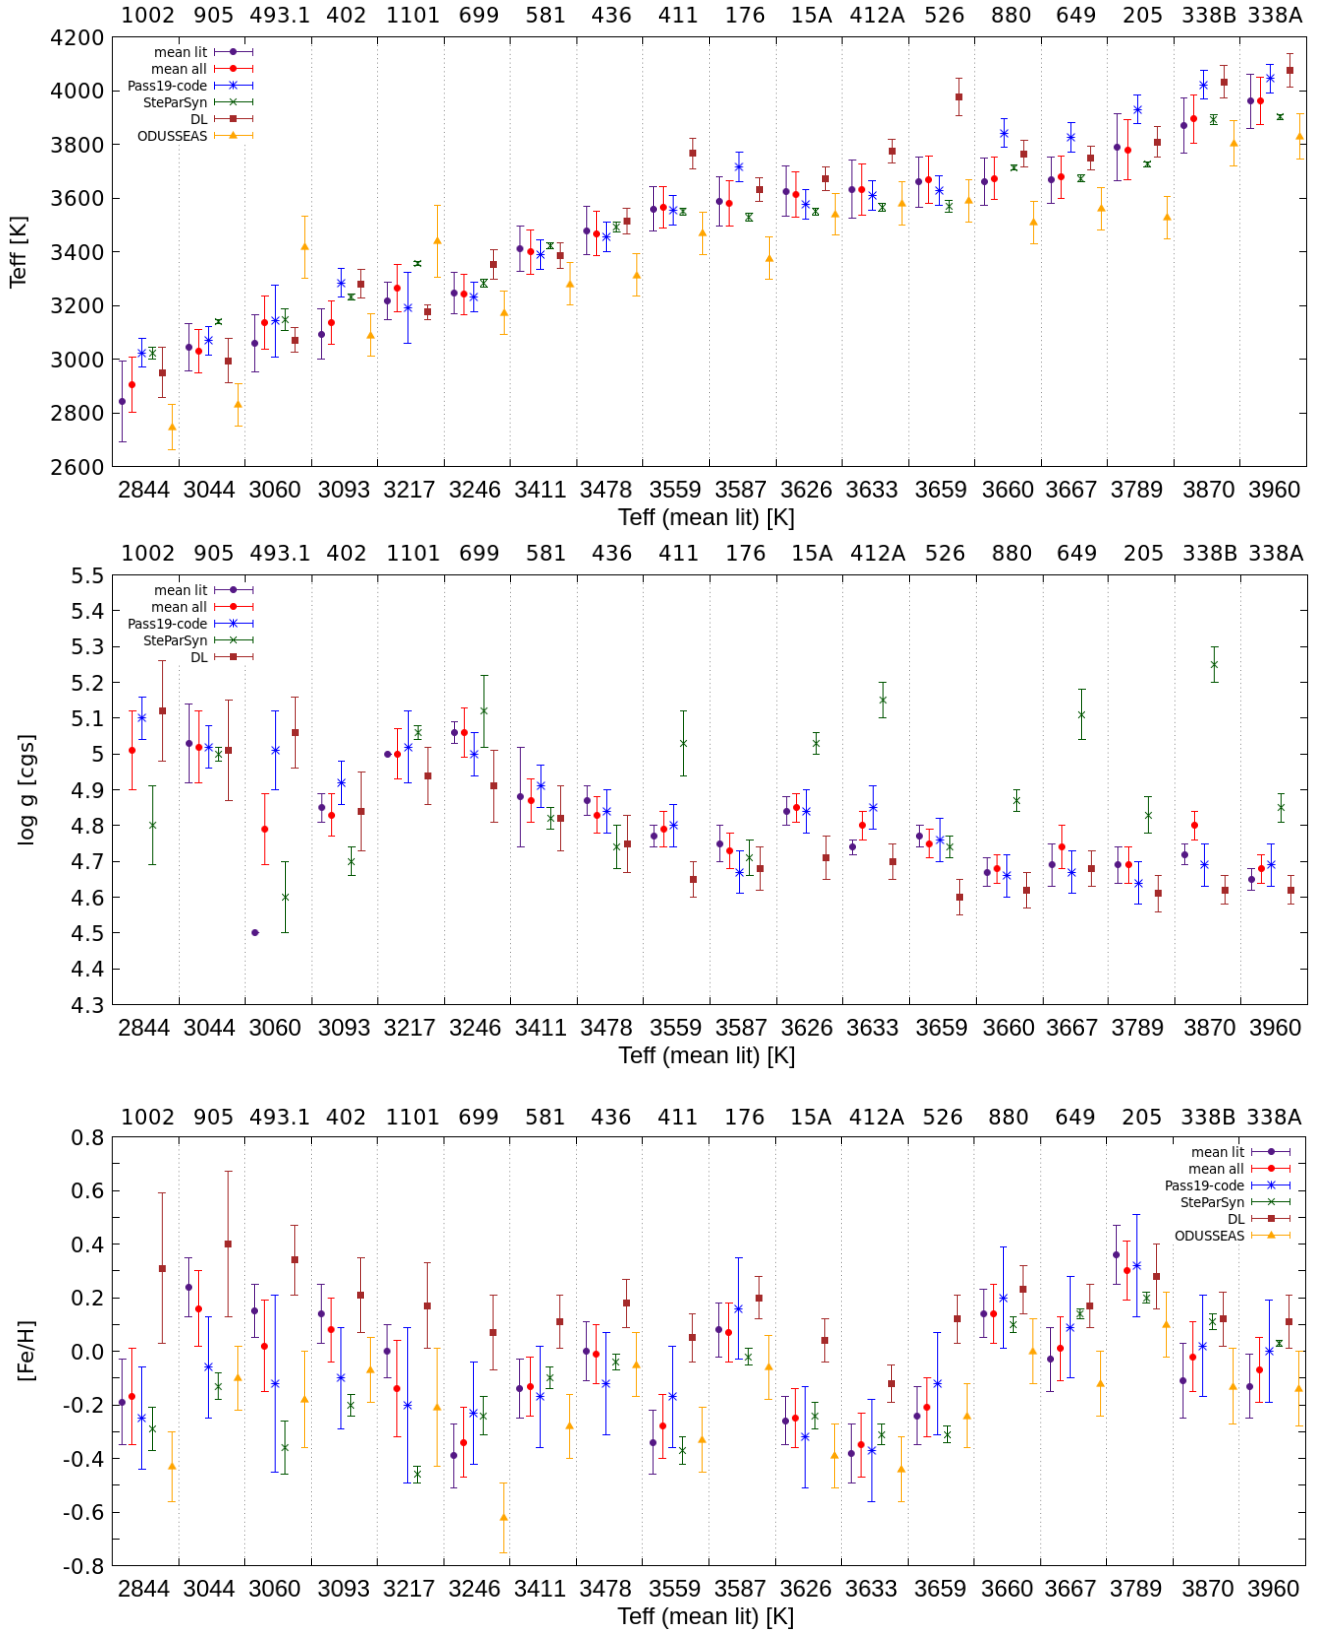 1002 905 493.1 402 1101 699 581 436 411 176 15A 412A 526 880 649 205 338B 338A
4200
4000
3800
3600
3400
3200
3000
2800
2600
Teff [K]
mean lit
mean all
Pass19-code
SteParSyn
DL
ODUSSEAS
2844 3044 3060 3093 3217 3246 3411 3478 3559 3587 3626 3633 3659 3660 3667 3789 3870 3960
Teff (mean lit) [K]
1002 905 493.1 402 1101 699 581 436 411 176 15A 412A 526 880 649 205 338B 338A
5.5
5.4
5.3
5.2
5.1
5
4.9
4.8
4.7
4.6
4.5
4.4
4.3
log g [cgs]
mean lit
mean all
Pass19-code
SteParSyn
DL
2844 3044 3060 3093 3217 3246 3411 3478 3559 3587 3626 3633 3659 3660 3667 3789 3870 3960
Teff (mean lit) [K]
1002 905 493.1 402 1101 699 581 436 411 176 15A 412A 526 880 649 205 338B 338A
0.8
0.6
0.4
0.2
0.0
-0.2
-0.4
-0.6
-0.8
[Fe/H]
mean lit
mean all
Pass19-code
SteParSyn
DL
ODUSSEAS
2844 3044 3060 3093 3217 3246 3411 3478 3559 3587 3626 3633 3659 3660 3667 3789 3870 3960
Teff (mean lit) [K]